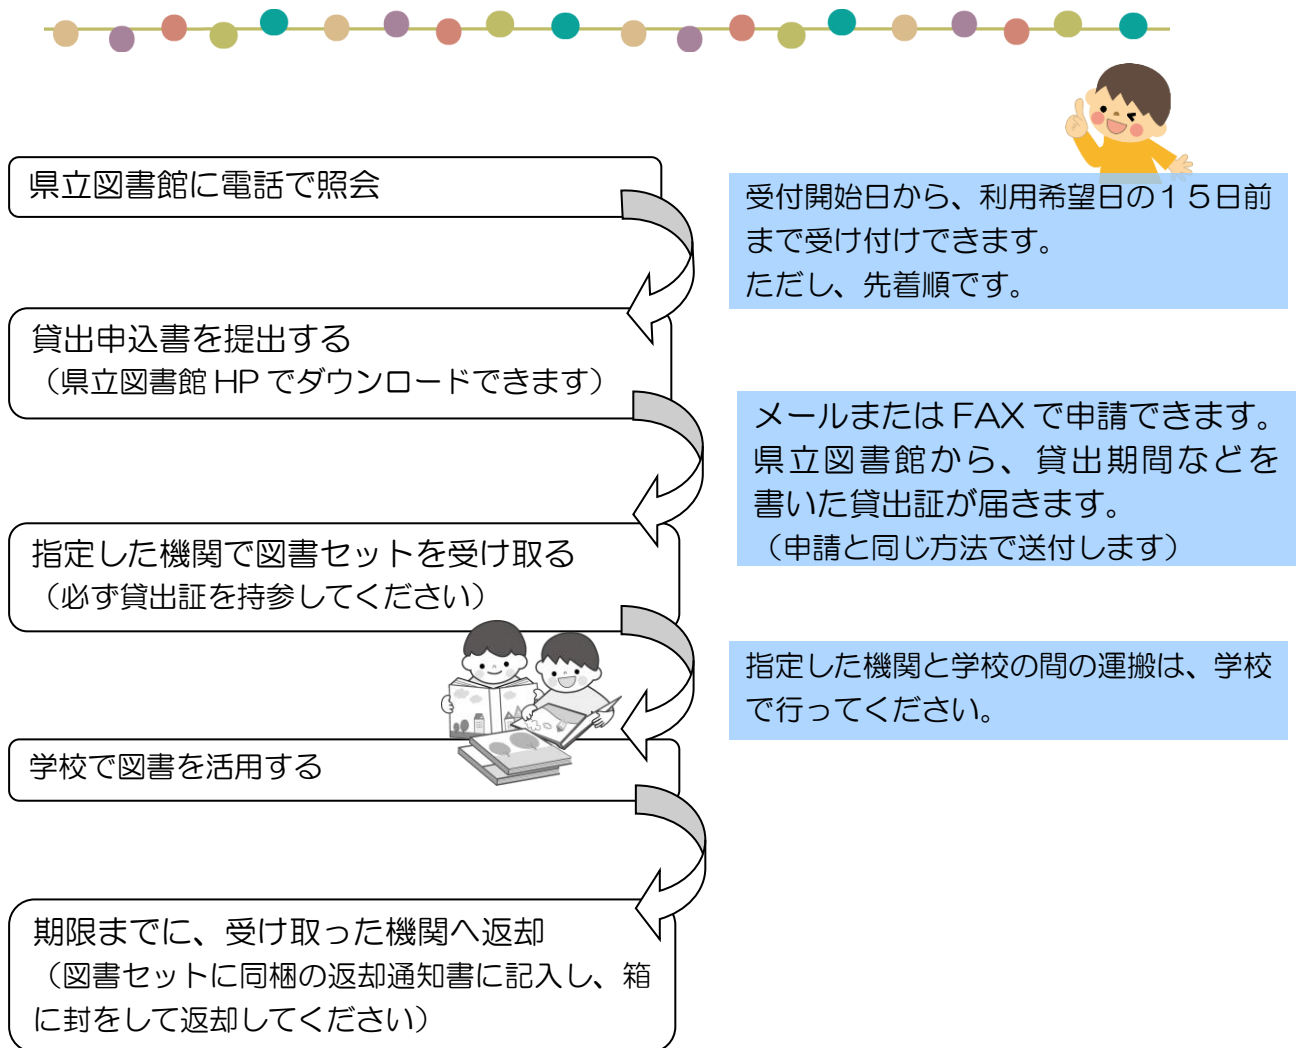 県立図書館に電話で照会
受付開始日から、利用希望日の１５日前
まで受け付けできます。
ただし、先着順です。
貸出申込書を提出する
（県立図書館 HP でダウンロードできます）
メールまたは FAX で申請できます。
県立図書館から、貸出期間などを
書いた貸出証が届きます。
（申請と同じ方法で送付します）
指定した機関で図書セットを受け取る
（必ず貸出証を持参してください）
指定した機関と学校の間の運搬は、学校
で行ってください。
学校で図書を活用する
期限までに、受け取った機関へ返却
（図書セットに同梱の返却通知書に記入し、箱
に封をして返却してください）